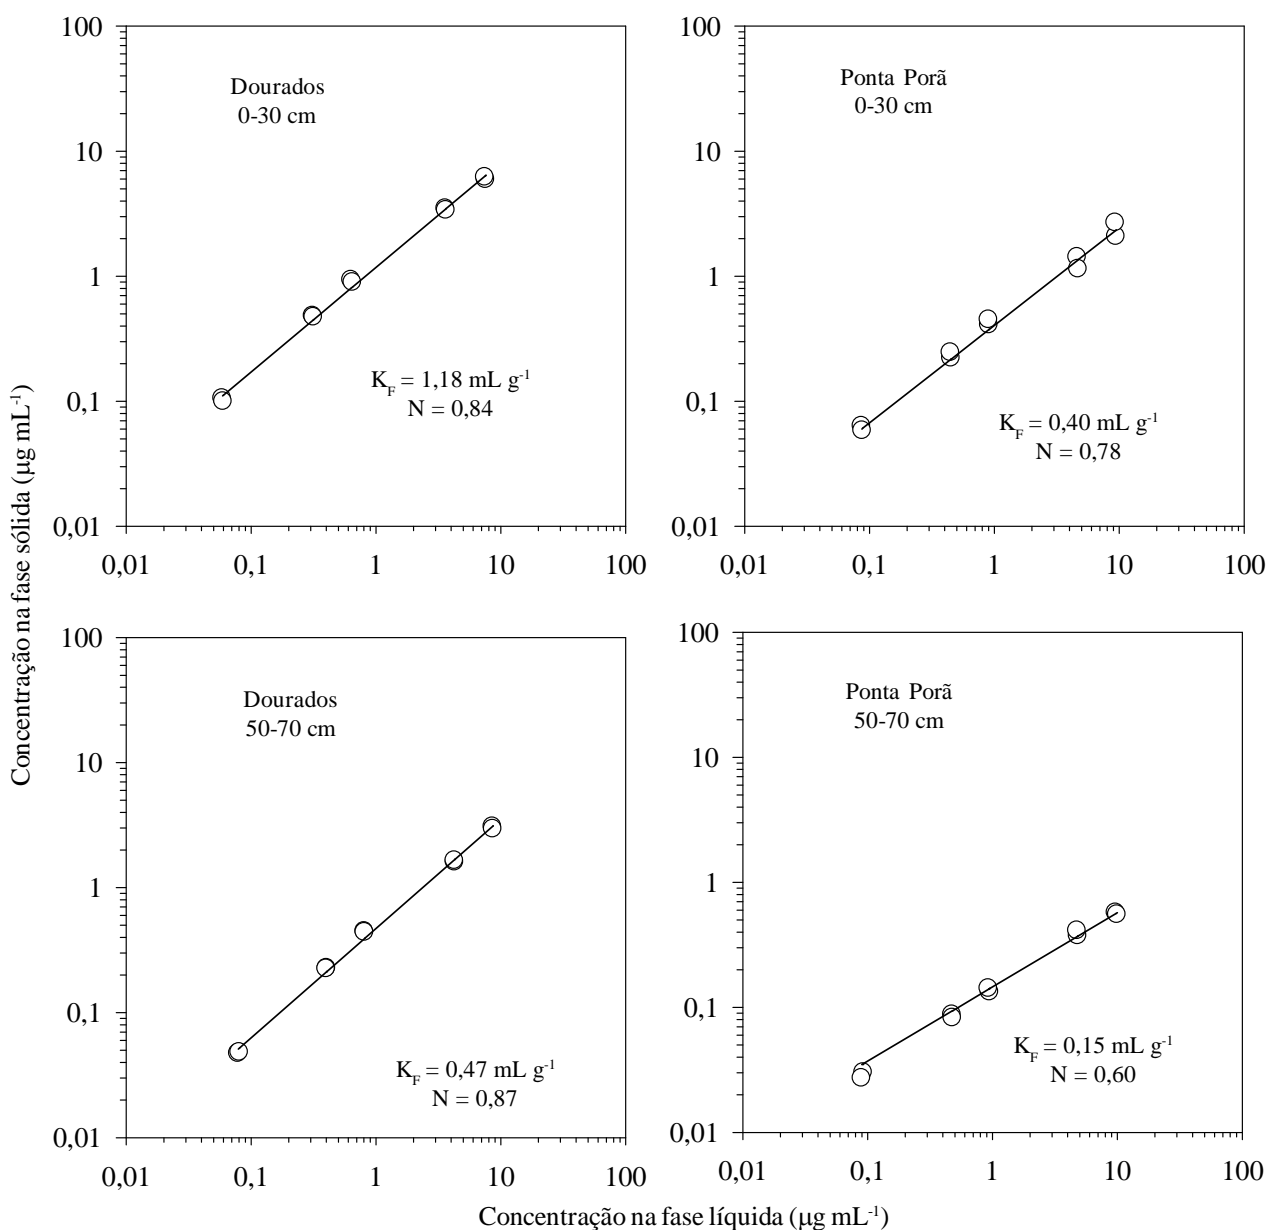 Concentração na fase sólida (µg mL-1)
100
10
1
0,1
0,01
Dourados
0-30 cm
KF = 1,18 mL g-1
N = 0,84
0,01 0,1 1 10 100
100
10
1
0,1
0,01
Ponta Porã
0-30 cm
KF = 0,40 mL g-1
N = 0,78
0,01 0,1 1 10 100
100
10
1
0,1
0,01
Dourados
50-70 cm
KF = 0,47 mL g-1
N = 0,87
0,01 0,1 1 10 100
100
10
1
0,1
0,01
Ponta Porã
50-70 cm
KF = 0,15 mL g-1
N = 0,60
0,01 0,1 1 10 100
Concentração na fase líquida (µg mL-1)